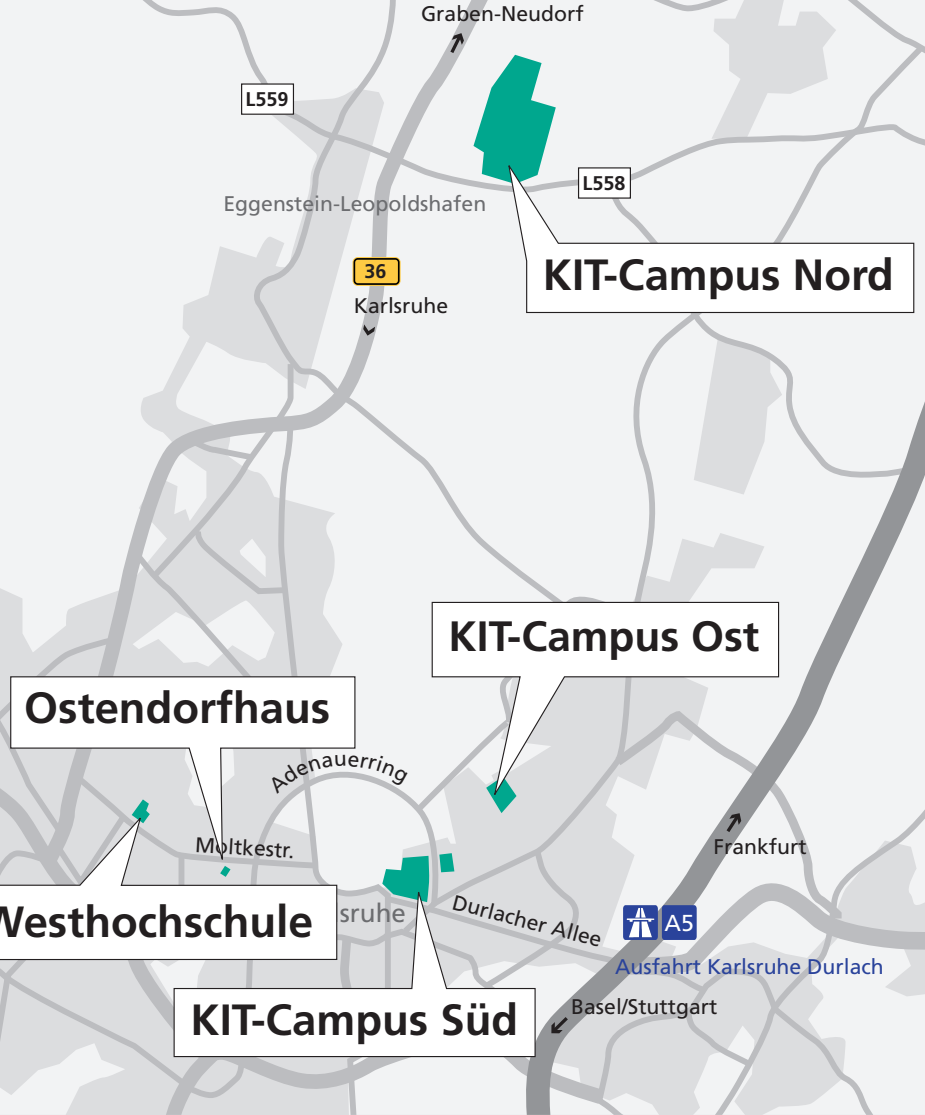 Graben-Neudorf
L559
L558
Eggenstein-Leopoldshafen
KIT-Campus Nord
36
Karlsruhe
KIT-Campus Ost
Ostendorfhaus
Adenauerring
Moltkestr.
Frankfurt
Westhochschule
sruhe
Durlacher Allee
A5
Ausfahrt Karlsruhe Durlach
Basel/Stuttgart
KIT-Campus Süd